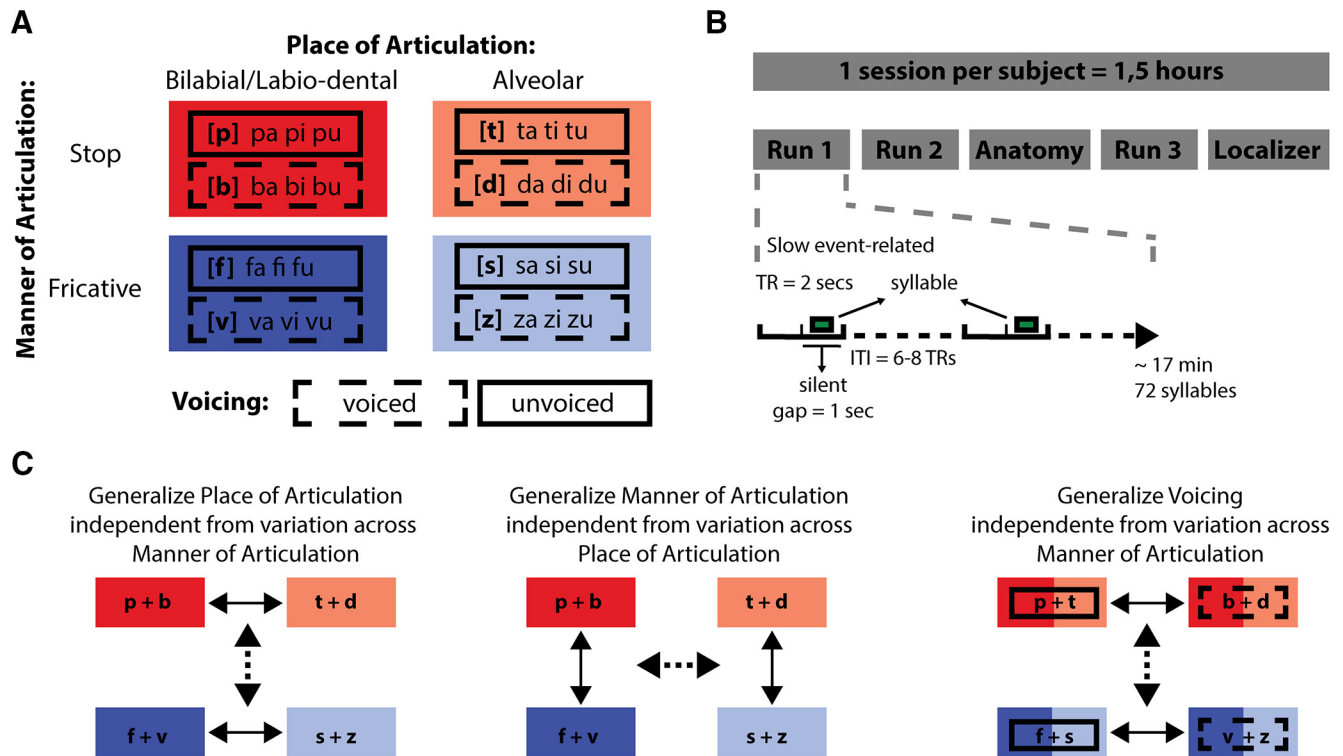 A
Place of Articulation:
Manner of Articulation:
Bilabial/Labio-dental
Alveolar
Stop
[p] pa pi pu
[b] ba bi bu
[t] ta ti tu
[d] da di du
Fricative
[f] fa fi fu
[v] va vi vu
[s] sa si su
[z] za zi zu
Voicing:
voiced
unvoiced
B
1 session per subject = 1,5 hours
Run 1
Run 2
Anatomy
Run 3
Localizer
Slow event-related
TR = 2 secs
syllable
ITI = 6-8 TRs
silent
gap = 1 sec
~ 17 min
72 syllables
C
Generalize Place of Articulation
independent from variation across
Manner of Articulation
p + b
t + d
f + v
s + z
Generalize Manner of Articulation
independent from variation across
Place of Articulation
p + b
t + d
f + v
s + z
Generalize Voicing
independente from variation across
Manner of Articulation
p + t
b + d
f + s
v + z